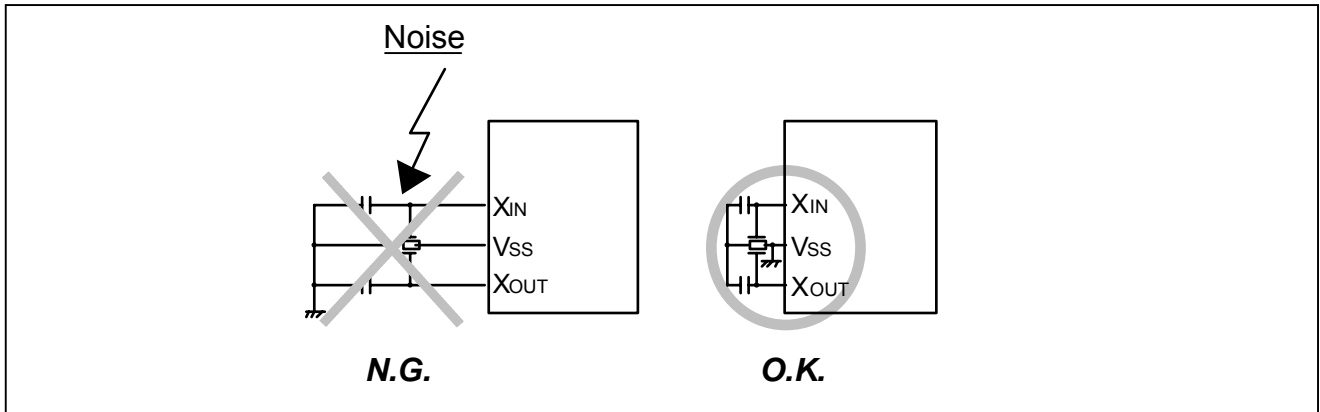 Noise
XIN
VSS
XOUT
XIN
VSS
XOUT
N.G.
O.K.